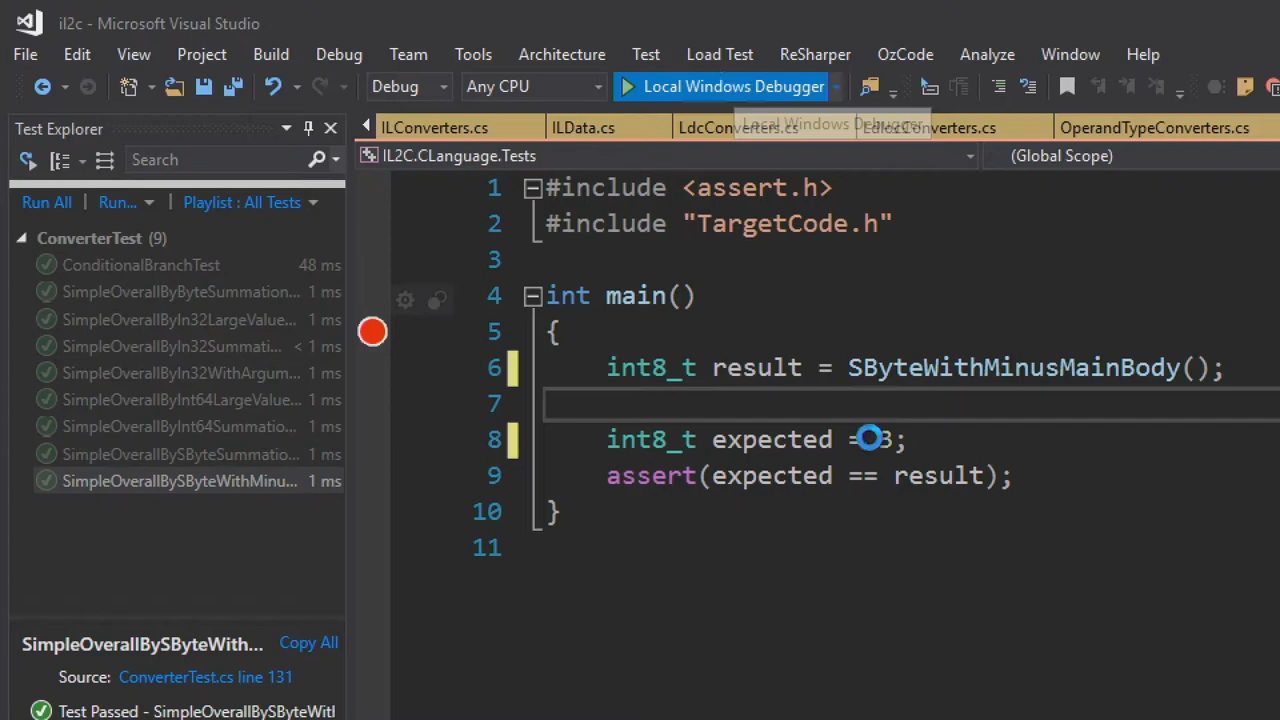 il2c - Microsoft Visual Studio
File Edit View Project Build Debug Team Tools Architecture Test Load Test ReSharper OzCode Analyze Window Help
Debug Any CPU Local Windows Debugger
Test Explorer
ILConverters.cs ILData.cs LdcConverters.cs Converters.cs OperandTypeConverters.cs
Local Windows Debugger
Search
IL2C.CLanguage.Tests (Global Scope)
Run All Run... Playlist : All Tests
ConverterTest (9)
ConditionalBranchTest 48 ms
SimpleOverallByByteSummation... 1 ms
SimpleOverallByIn32LargeValue... 1 ms
SimpleOverallByIn32Summati... < 1 ms
SimpleOverallByIn32WithArgum... 1 ms
SimpleOverallByInt64LargeValue... 1 ms
SimpleOverallByInt64Summatio... 1 ms
SimpleOverallBySByteSummatio... 1 ms
SimpleOverallBySByteWithMinu... 1 ms
1 #include <assert.h>
2 #include "TargetCode.h"
3
4 int main()
5 {
6 int8_t result = SByteWithMinusMainBody();
7
8 int8_t expected = 3;
9 assert(expected == result);
10 }
11
SimpleOverallBySByteWith... Copy All
Source: ConverterTest.cs line 131
Test Passed - SimpleOverallBySByteWitl